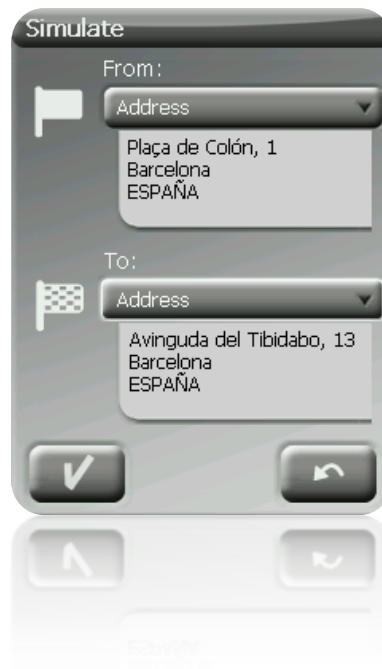 Simulate
From:
Address
Plaça de Colón, 1
Barcelona
ESPAÑA
To:
Address
Avinguda del Tibidabo, 13
Barcelona
ESPAÑA